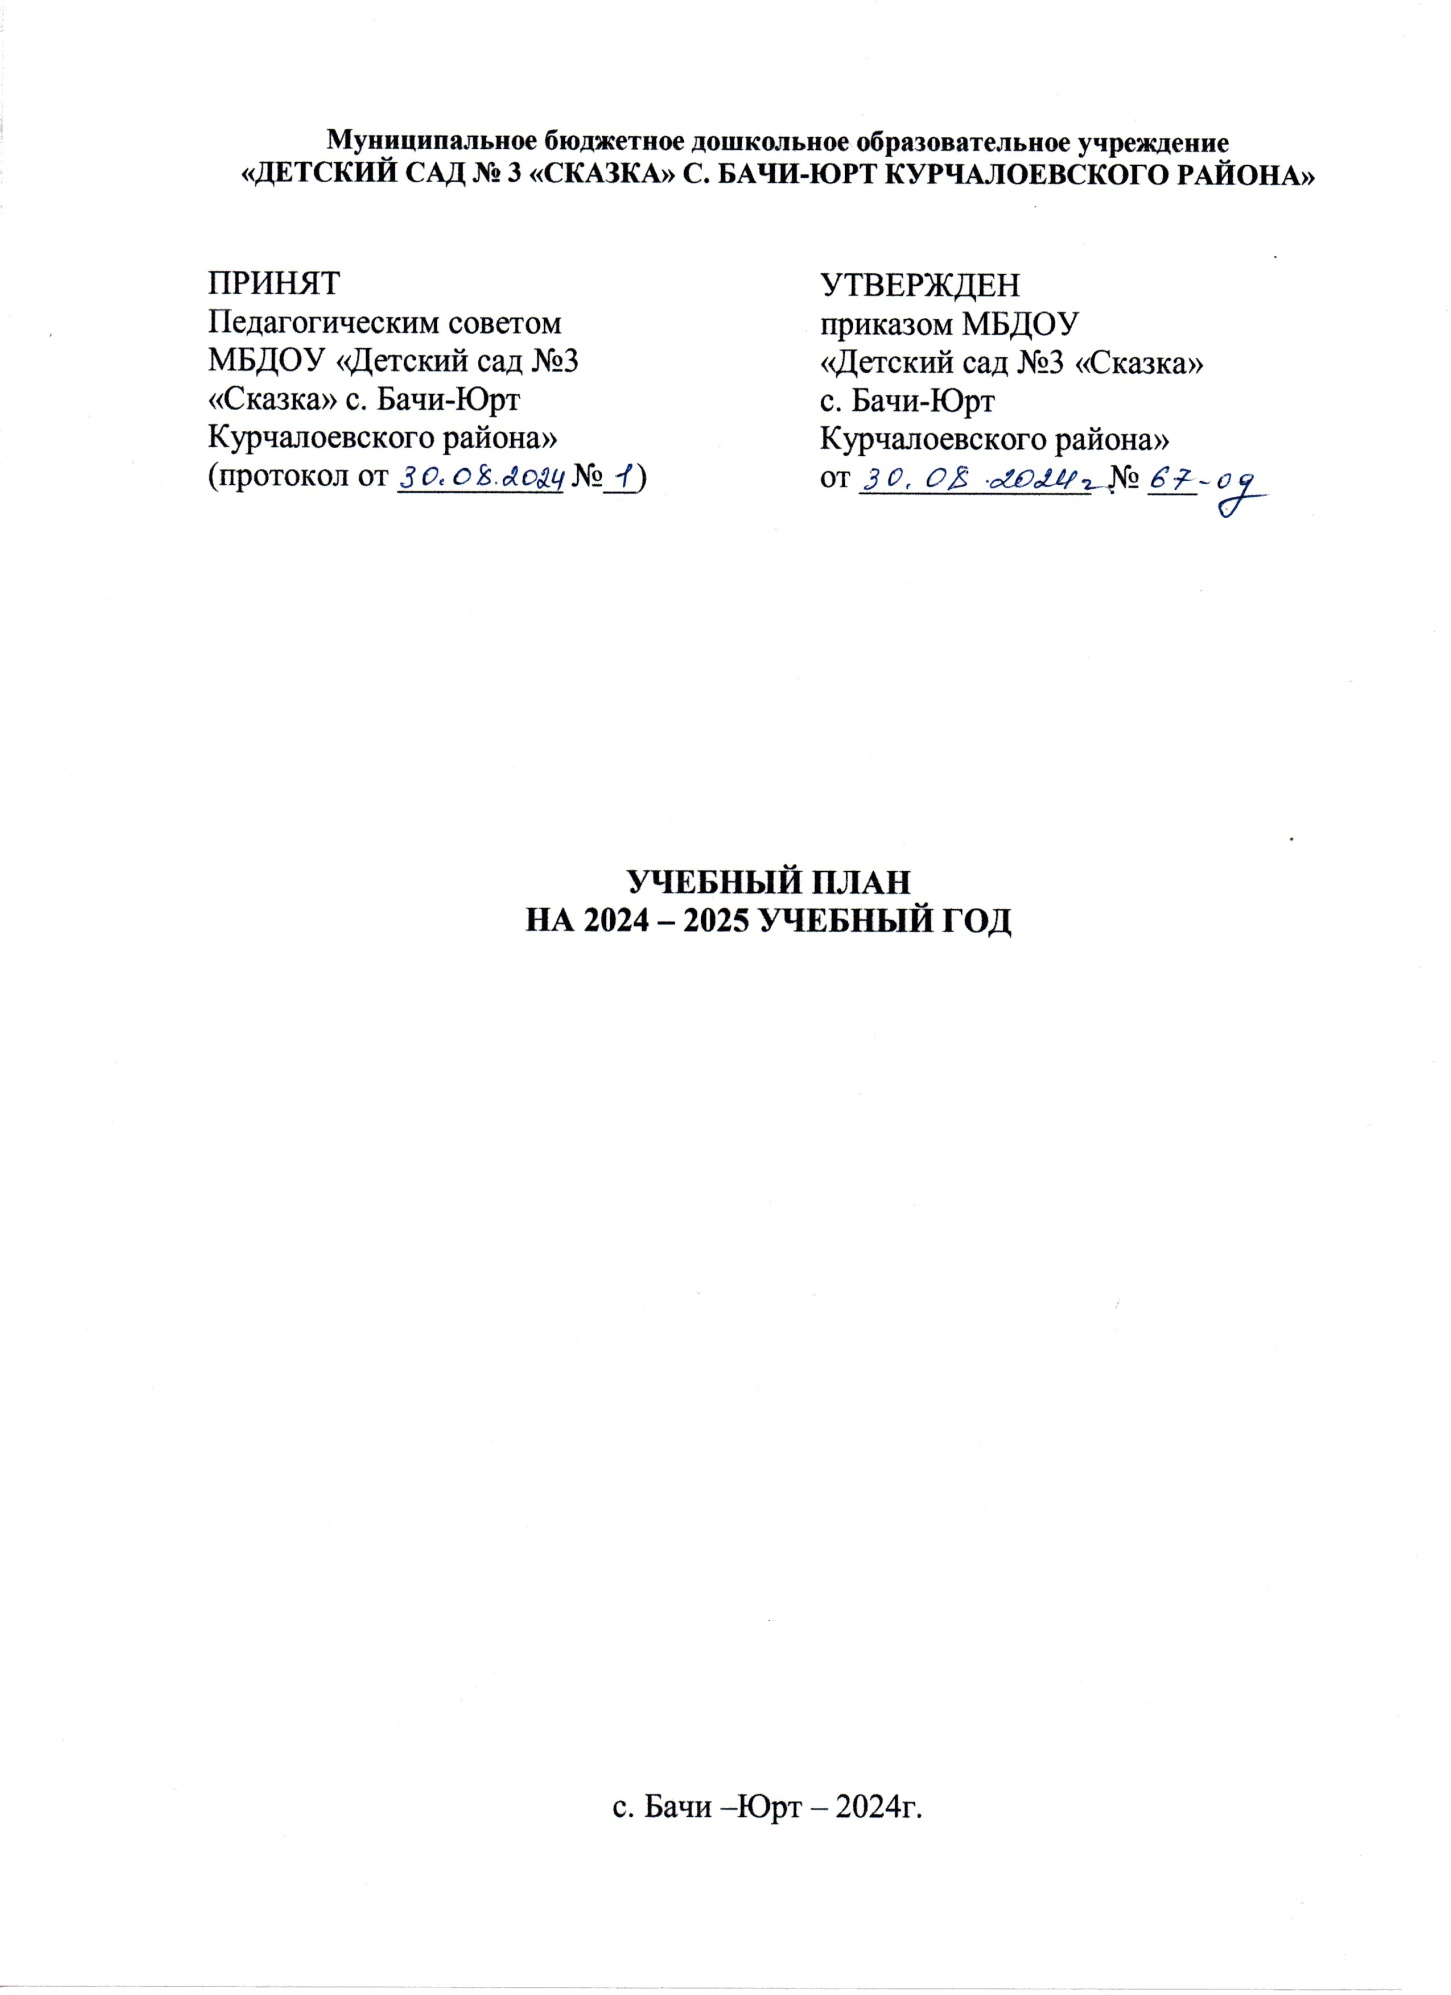 Муниципальное бюджетное дошкольное образовательное учреждение
«ДЕТСКИЙ САД № 3 «СКАЗКА» С. БАЧИ-ЮРТ КУРЧАЛОЕВСКОГО РАЙОНА»
ПРИНЯТ
Педагогическим советом
МБДОУ «Детский сад №3
«Сказка» с. Бачи-Юрт
Курчалоевского района»
(протокол от 30.08.2024 № 1)
УТВЕРЖДЕН
приказом МБДОУ
«Детский сад №3 «Сказка»
с. Бачи-Юрт
Курчалоевского района»
от 30.08.2024г. № 67-од
УЧЕБНЫЙ ПЛАН
НА 2024 – 2025 УЧЕБНЫЙ ГОД
с. Бачи –Юрт – 2024г.